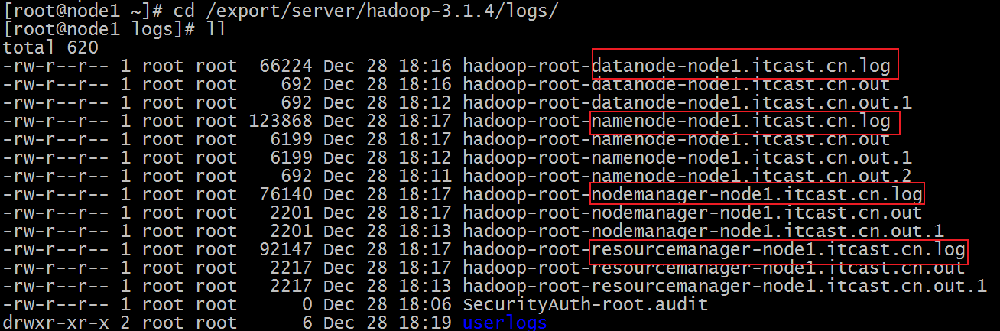 [root@node1 ~]# cd /export/server/hadoop-3.1.4/logs/
[root@node1 logs]# ll
total 620
-rw-r--r-- 1 root root  66224 Dec 28 18:16 hadoop-root-datanode-node1.itcast.cn.log
-rw-r--r-- 1 root root    692 Dec 28 18:16 hadoop-root-datanode-node1.itcast.cn.out
-rw-r--r-- 1 root root    692 Dec 28 18:12 hadoop-root-datanode-node1.itcast.cn.out.1
-rw-r--r-- 1 root root 123868 Dec 28 18:17 hadoop-root-namenode-node1.itcast.cn.log
-rw-r--r-- 1 root root   6199 Dec 28 18:17 hadoop-root-namenode-node1.itcast.cn.out
-rw-r--r-- 1 root root   6199 Dec 28 18:12 hadoop-root-namenode-node1.itcast.cn.out.1
-rw-r--r-- 1 root root    692 Dec 28 18:11 hadoop-root-namenode-node1.itcast.cn.out.2
-rw-r--r-- 1 root root  76140 Dec 28 18:17 hadoop-root-nodemanager-node1.itcast.cn.log
-rw-r--r-- 1 root root   2201 Dec 28 18:17 hadoop-root-nodemanager-node1.itcast.cn.out
-rw-r--r-- 1 root root   2201 Dec 28 18:13 hadoop-root-nodemanager-node1.itcast.cn.out.1
-rw-r--r-- 1 root root  92147 Dec 28 18:17 hadoop-root-resourcemanager-node1.itcast.cn.log
-rw-r--r-- 1 root root   2217 Dec 28 18:17 hadoop-root-resourcemanager-node1.itcast.cn.out
-rw-r--r-- 1 root root   2217 Dec 28 18:13 hadoop-root-resourcemanager-node1.itcast.cn.out.1
-rw-r--r-- 1 root root      0 Dec 28 18:06 SecurityAuth-root.audit
drwxr-xr-x 2 root root      6 Dec 28 18:19 userlogs